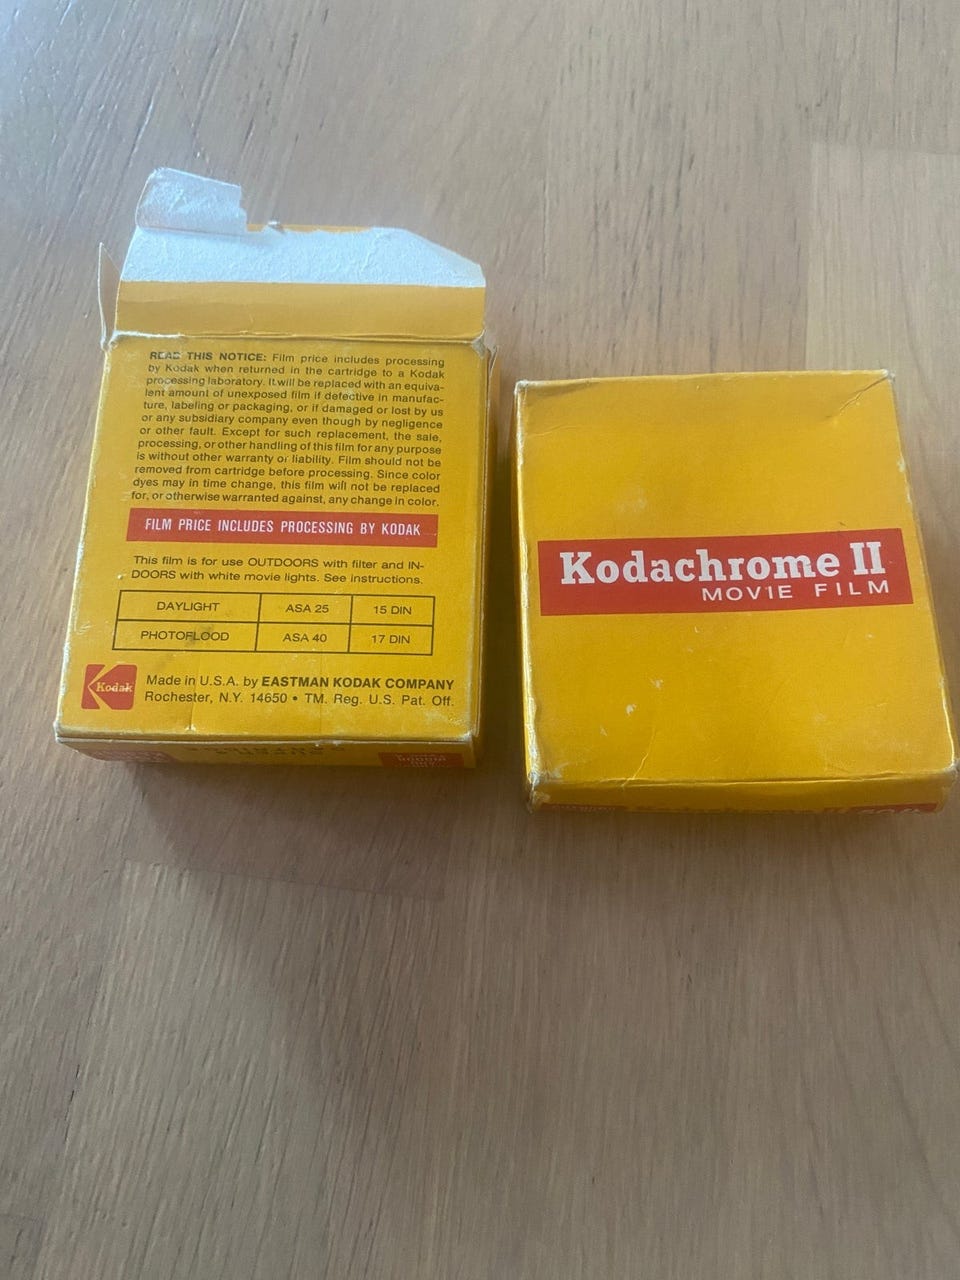 READ THIS NOTICE: Film price includes processing
by Kodak when returned in the cartridge to a Kodak
processing laboratory. It will be replaced with an equiva-
lent amount of unexposed film if defective in manufac-
ture, labeling or packaging, or if damaged or lost by us
or any subsidiary company even though by negligence
or other fault. Except for such replacement, the sale,
processing, or other handling of this film for any purpose
is without other warranty or liability. Film should not be
removed from cartridge before processing. Since color
dyes may in time change, this film will not be replaced
for, or otherwise warranted against, any change in color.
FILM PRICE INCLUDES PROCESSING BY KODAK
This film is for use OUTDOORS with filter and IN-
DOORS with white movie lights. See instructions.
DAYLIGHT ASA 25 15 DIN
PHOTOFLOOD ASA 40 17 DIN
Kodak
Made in U.S.A. by EASTMAN KODAK COMPANY
Rochester, N.Y. 14650 • TM. Reg. U.S. Pat. Off.
Kodachrome II
MOVIE FILM
Kodachrome II